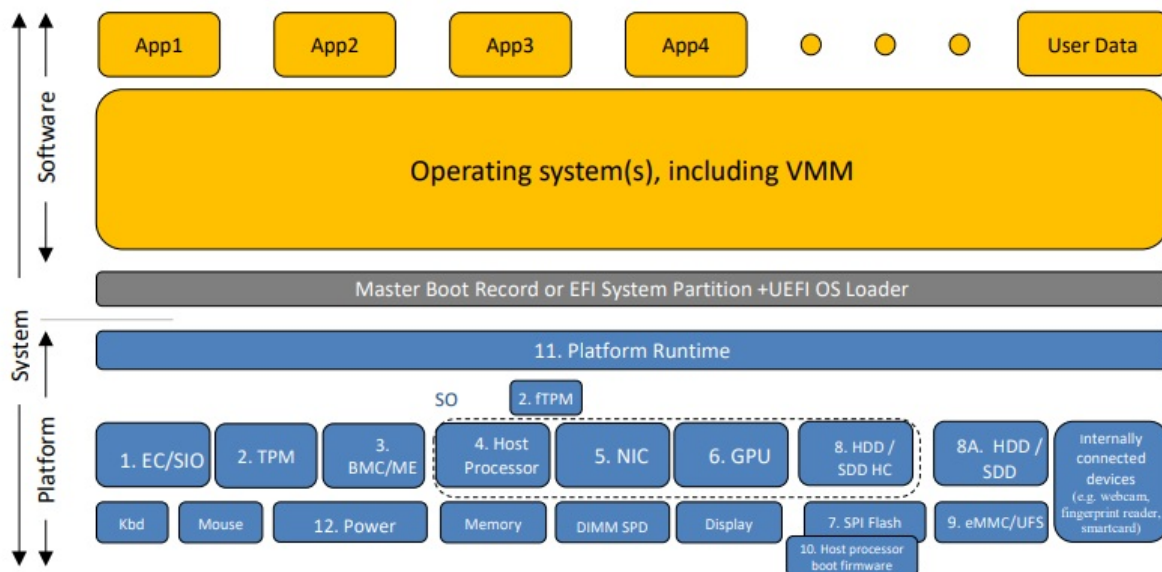 App1
App2
App3
App4
User Data
Software
Operating system(s), including VMM
Master Boot Record or EFI System Partition +UEFI OS Loader
System
11. Platform Runtime
Platform
SO
2. fTPM
1. EC/SIO
2. TPM
3.
BMC/ME
4. Host
Processor
5. NIC
6. GPU
8. HDD /
SDD HC
8A. HDD /
SDD
Internally
connected
devices
(e.g. webcam,
fingerprint reader,
smartcard)
Kbd
Mouse
12. Power
Memory
DIMM SPD
Display
7. SPI Flash
9. eMMC/UFS
10. Host processor
boot firmware